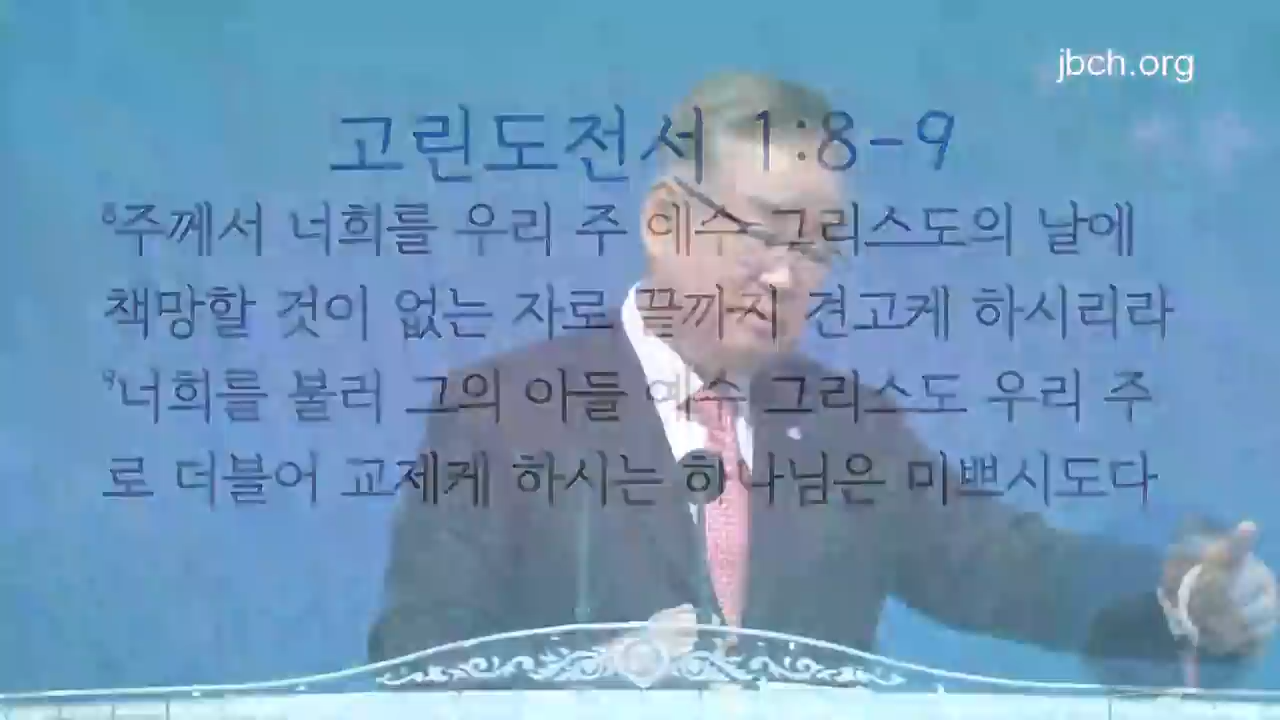 jbch.org
고린도전서 1:8-9
⁸주께서 너희를 우리 주 예수 그리스도의 날에
책망할 것이 없는 자로 끝까지 견고케 하시리라
⁹너희를 불러 그의 아들 예수 그리스도 우리 주
로 더불어 교제케 하시는 하나님은 미쁘시도다